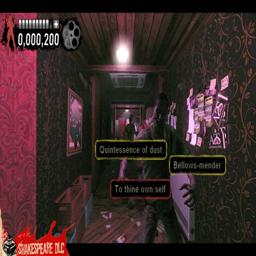 0,000,200
Quintessence of dust
Bellows-mender
To thine own self
SHAKESPEARE DLC